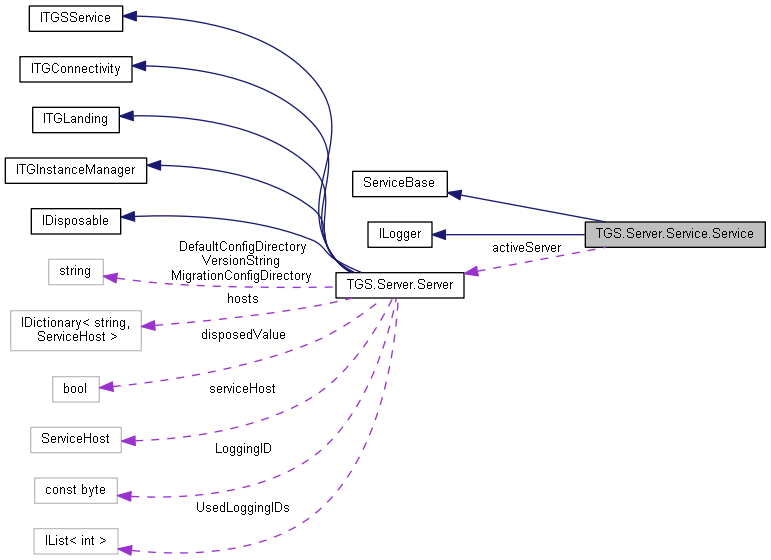 ITGSService
ITGConnectivity
ITGLanding
ITGInstanceManager
IDisposable
ServiceBase
ILogger
TGS.Server.Service.Service
activeServer
DefaultConfigDirectory
VersionString
MigrationConfigDirectory
string
TGS.Server.Server
hosts
IDictionary< string,
ServiceHost >
disposedValue
bool
serviceHost
ServiceHost
LoggingID
const byte
UsedLoggingIDs
IList< int >